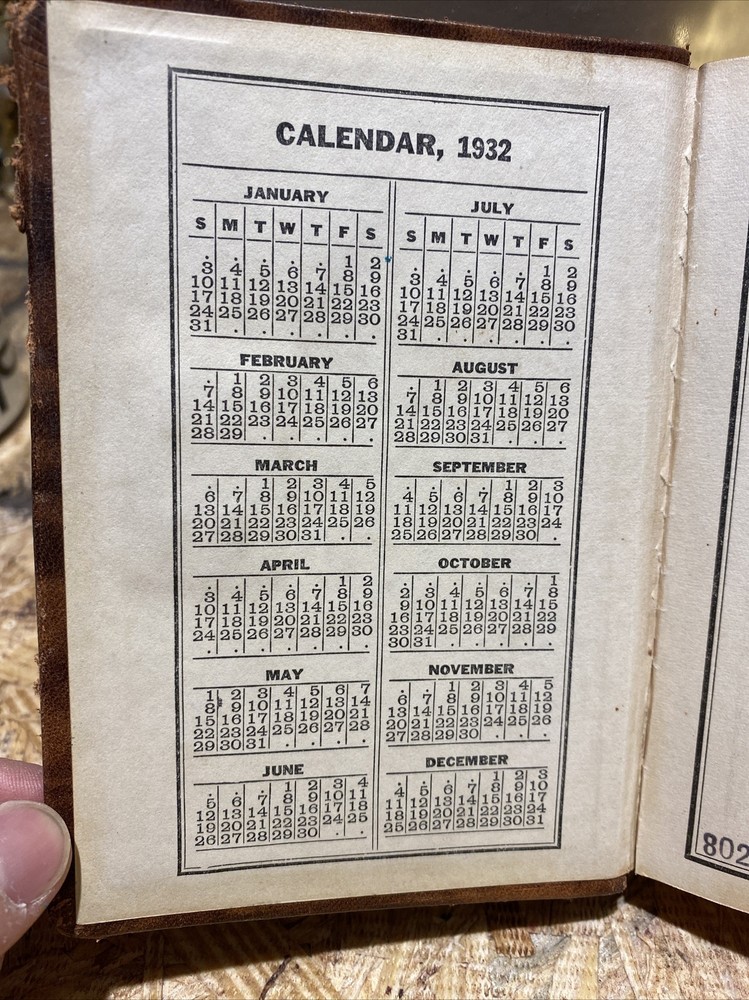 CALENDAR, 1932
JANUARY
S M T W T F S
1 2
3 4 5 6 7 8 9
10 11 12 13 14 15 16
17 18 19 20 21 22 23
24 25 26 27 28 29 30
31
FEBRUARY
1 2 3 4 5 6
7 8 9 10 11 12 13
14 15 16 17 18 19 20
21 22 23 24 25 26 27
28 29
MARCH
1 2 3 4 5
6 7 8 9 10 11 12
13 14 15 16 17 18 19
20 21 22 23 24 25 26
27 28 29 30 31
APRIL
1 2
3 4 5 6 7 8 9
10 11 12 13 14 15 16
17 18 19 20 21 22 23
24 25 26 27 28 29 30
MAY
1 2 3 4 5 6 7
8 9 10 11 12 13 14
15 16 17 18 19 20 21
22 23 24 25 26 27 28
29 30 31
JUNE
1 2 3 4
5 6 7 8 9 10 11
12 13 14 15 16 17 18
19 20 21 22 23 24 25
26 27 28 29 30
JULY
S M T W T F S
1 2
3 4 5 6 7 8 9
10 11 12 13 14 15 16
17 18 19 20 21 22 23
24 25 26 27 28 29 30
31
AUGUST
1 2 3 4 5 6
7 8 9 10 11 12 13
14 15 16 17 18 19 20
21 22 23 24 25 26 27
28 29 30 31
SEPTEMBER
1 2 3
4 5 6 7 8 9 10
11 12 13 14 15 16 17
18 19 20 21 22 23 24
25 26 27 28 29 30
OCTOBER
1
2 3 4 5 6 7 8
9 10 11 12 13 14 15
16 17 18 19 20 21 22
23 24 25 26 27 28 29
30 31
NOVEMBER
1 2 3 4 5
6 7 8 9 10 11 12
13 14 15 16 17 18 19
20 21 22 23 24 25 26
27 28 29 30
DECEMBER
1 2 3
4 5 6 7 8 9 10
11 12 13 14 15 16 17
18 19 20 21 22 23 24
25 26 27 28 29 30 31
802